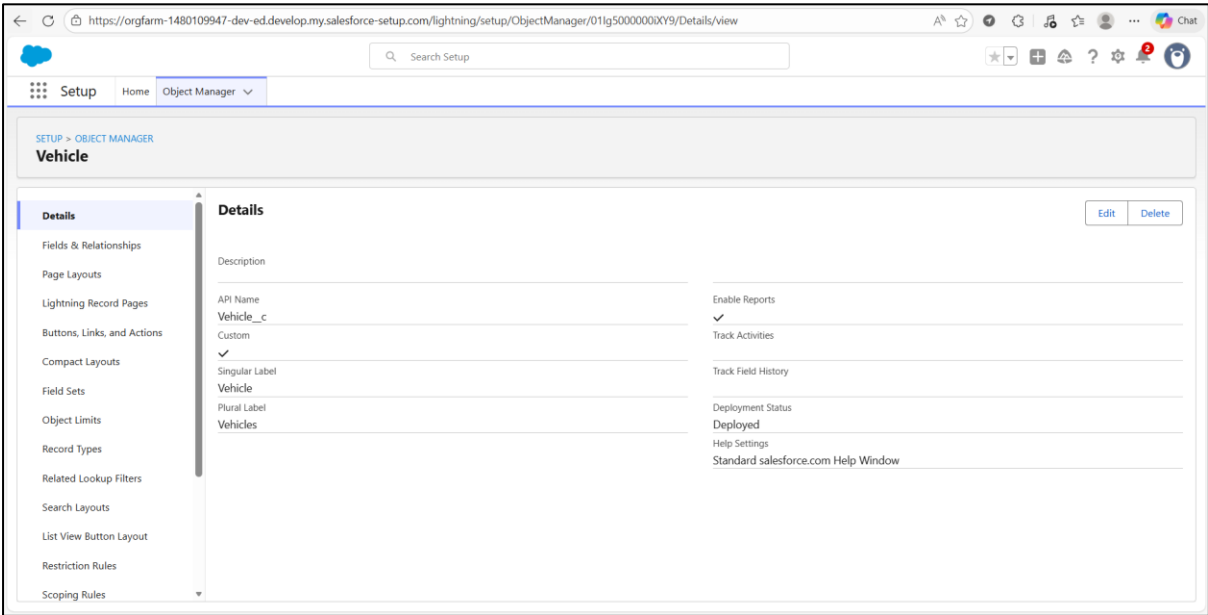 https://orgfarm-1480109947-dev-ed.develop.my.salesforce-setup.com/lightning/setup/ObjectManager/01Ig5000000iXY9/Details/view
Chat
Search Setup
2
Setup Home Object Manager
SETUP > OBJECT MANAGER
Vehicle
Details
Fields & Relationships
Page Layouts
Lightning Record Pages
Buttons, Links, and Actions
Compact Layouts
Field Sets
Object Limits
Record Types
Related Lookup Filters
Search Layouts
List View Button Layout
Restriction Rules
Scoping Rules
Details
Edit Delete
Description
API Name
Vehicle__c
Custom
Singular Label
Vehicle
Plural Label
Vehicles
Enable Reports
Track Activities
Track Field History
Deployment Status
Deployed
Help Settings
Standard salesforce.com Help Window